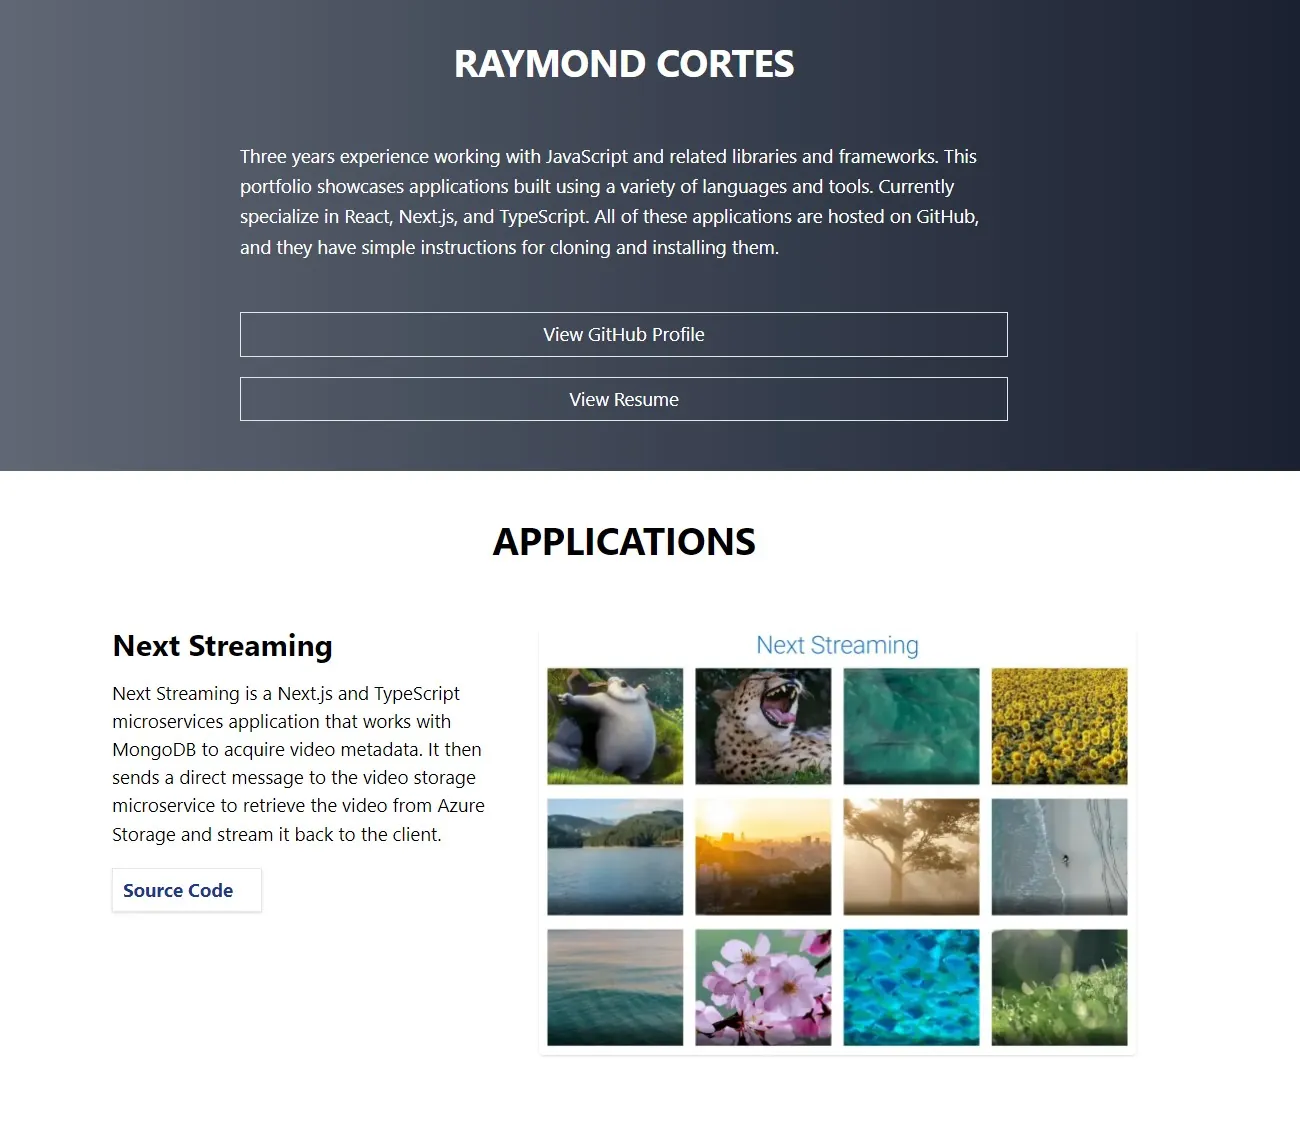 RAYMOND CORTES
Three years experience working with JavaScript and related libraries and frameworks. This
portfolio showcases applications built using a variety of languages and tools. Currently
specialize in React, Next.js, and TypeScript. All of these applications are hosted on GitHub,
and they have simple instructions for cloning and installing them.
View GitHub Profile
View Resume
APPLICATIONS
Next Streaming
Next Streaming is a Next.js and TypeScript
microservices application that works with
MongoDB to acquire video metadata. It then
sends a direct message to the video storage
microservice to retrieve the video from Azure
Storage and stream it back to the client.
Source Code
Next Streaming